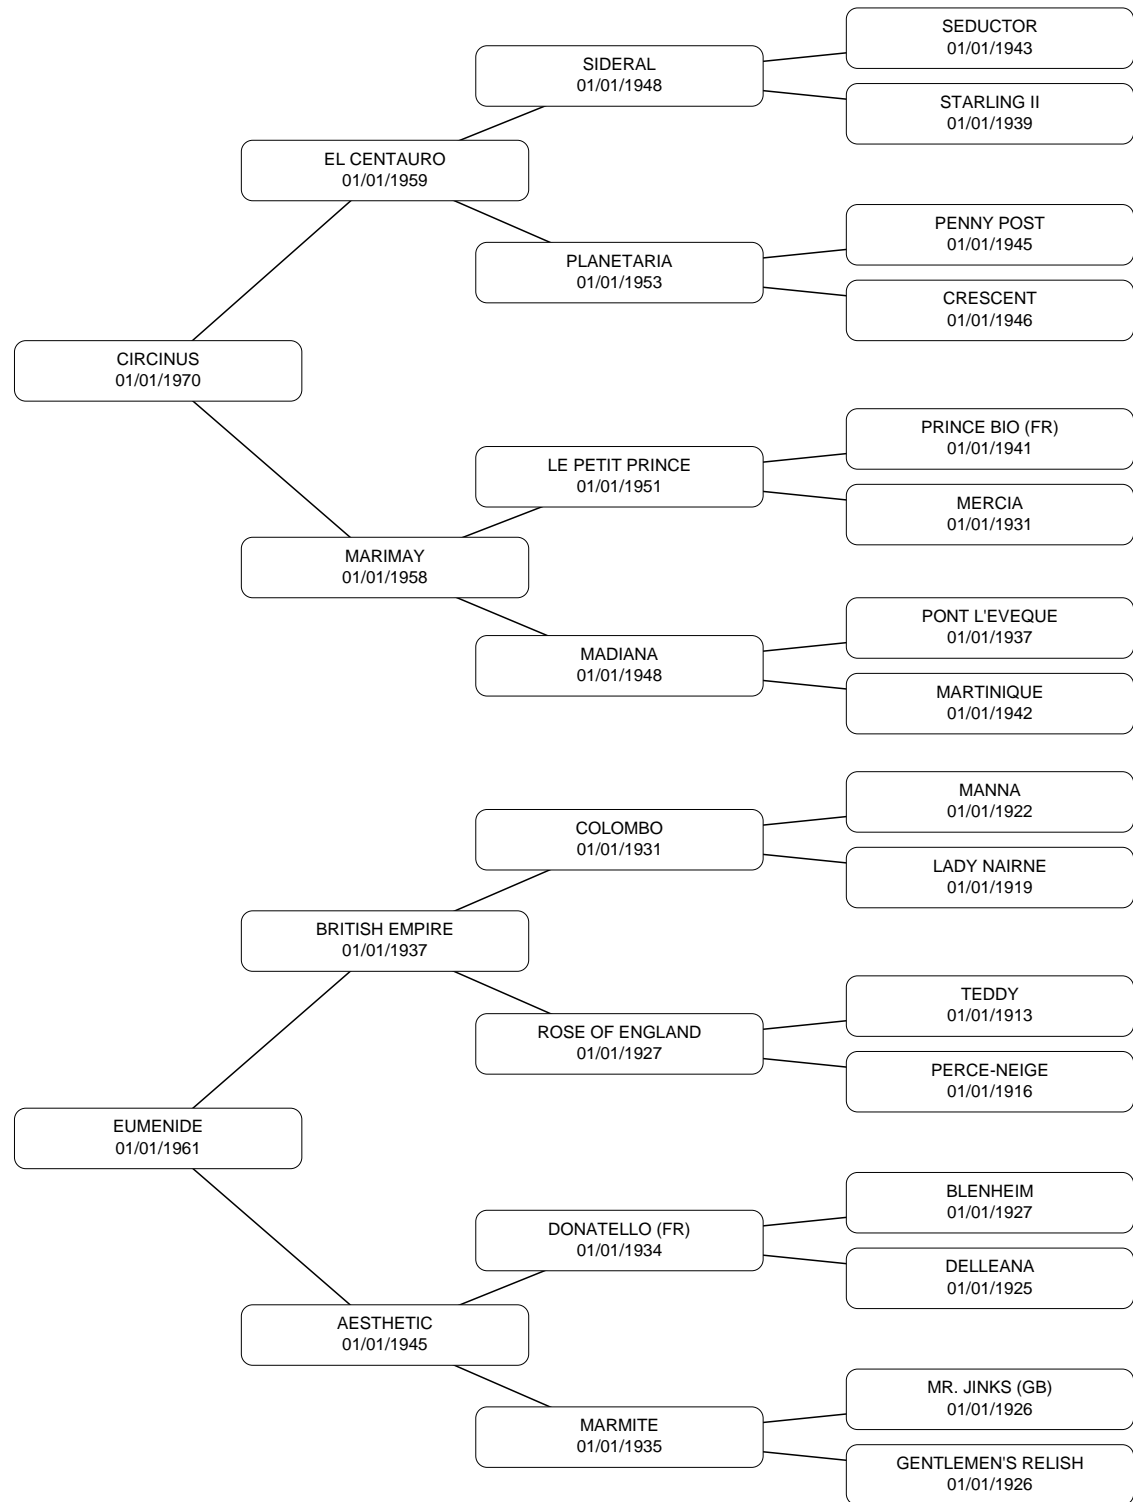 SEDUCTOR
01/01/1943
SIDERAL
01/01/1948
STARLING II
01/01/1939
EL CENTAURO
01/01/1959
PENNY POST
01/01/1945
PLANETARIA
01/01/1953
CRESCENT
01/01/1946
CIRCINUS
01/01/1970
PRINCE BIO (FR)
01/01/1941
LE PETIT PRINCE
01/01/1951
MERCIA
01/01/1931
MARIMAY
01/01/1958
PONT L'EVEQUE
01/01/1937
MADIANA
01/01/1948
MARTINIQUE
01/01/1942
MANNA
01/01/1922
COLOMBO
01/01/1931
LADY NAIRNE
01/01/1919
BRITISH EMPIRE
01/01/1937
TEDDY
01/01/1913
ROSE OF ENGLAND
01/01/1927
PERCE-NEIGE
01/01/1916
EUMENIDE
01/01/1961
BLENHEIM
01/01/1927
DONATELLO (FR)
01/01/1934
DELLEANA
01/01/1925
AESTHETIC
01/01/1945
MR. JINKS (GB)
01/01/1926
MARMITE
01/01/1935
GENTLEMEN'S RELISH
01/01/1926